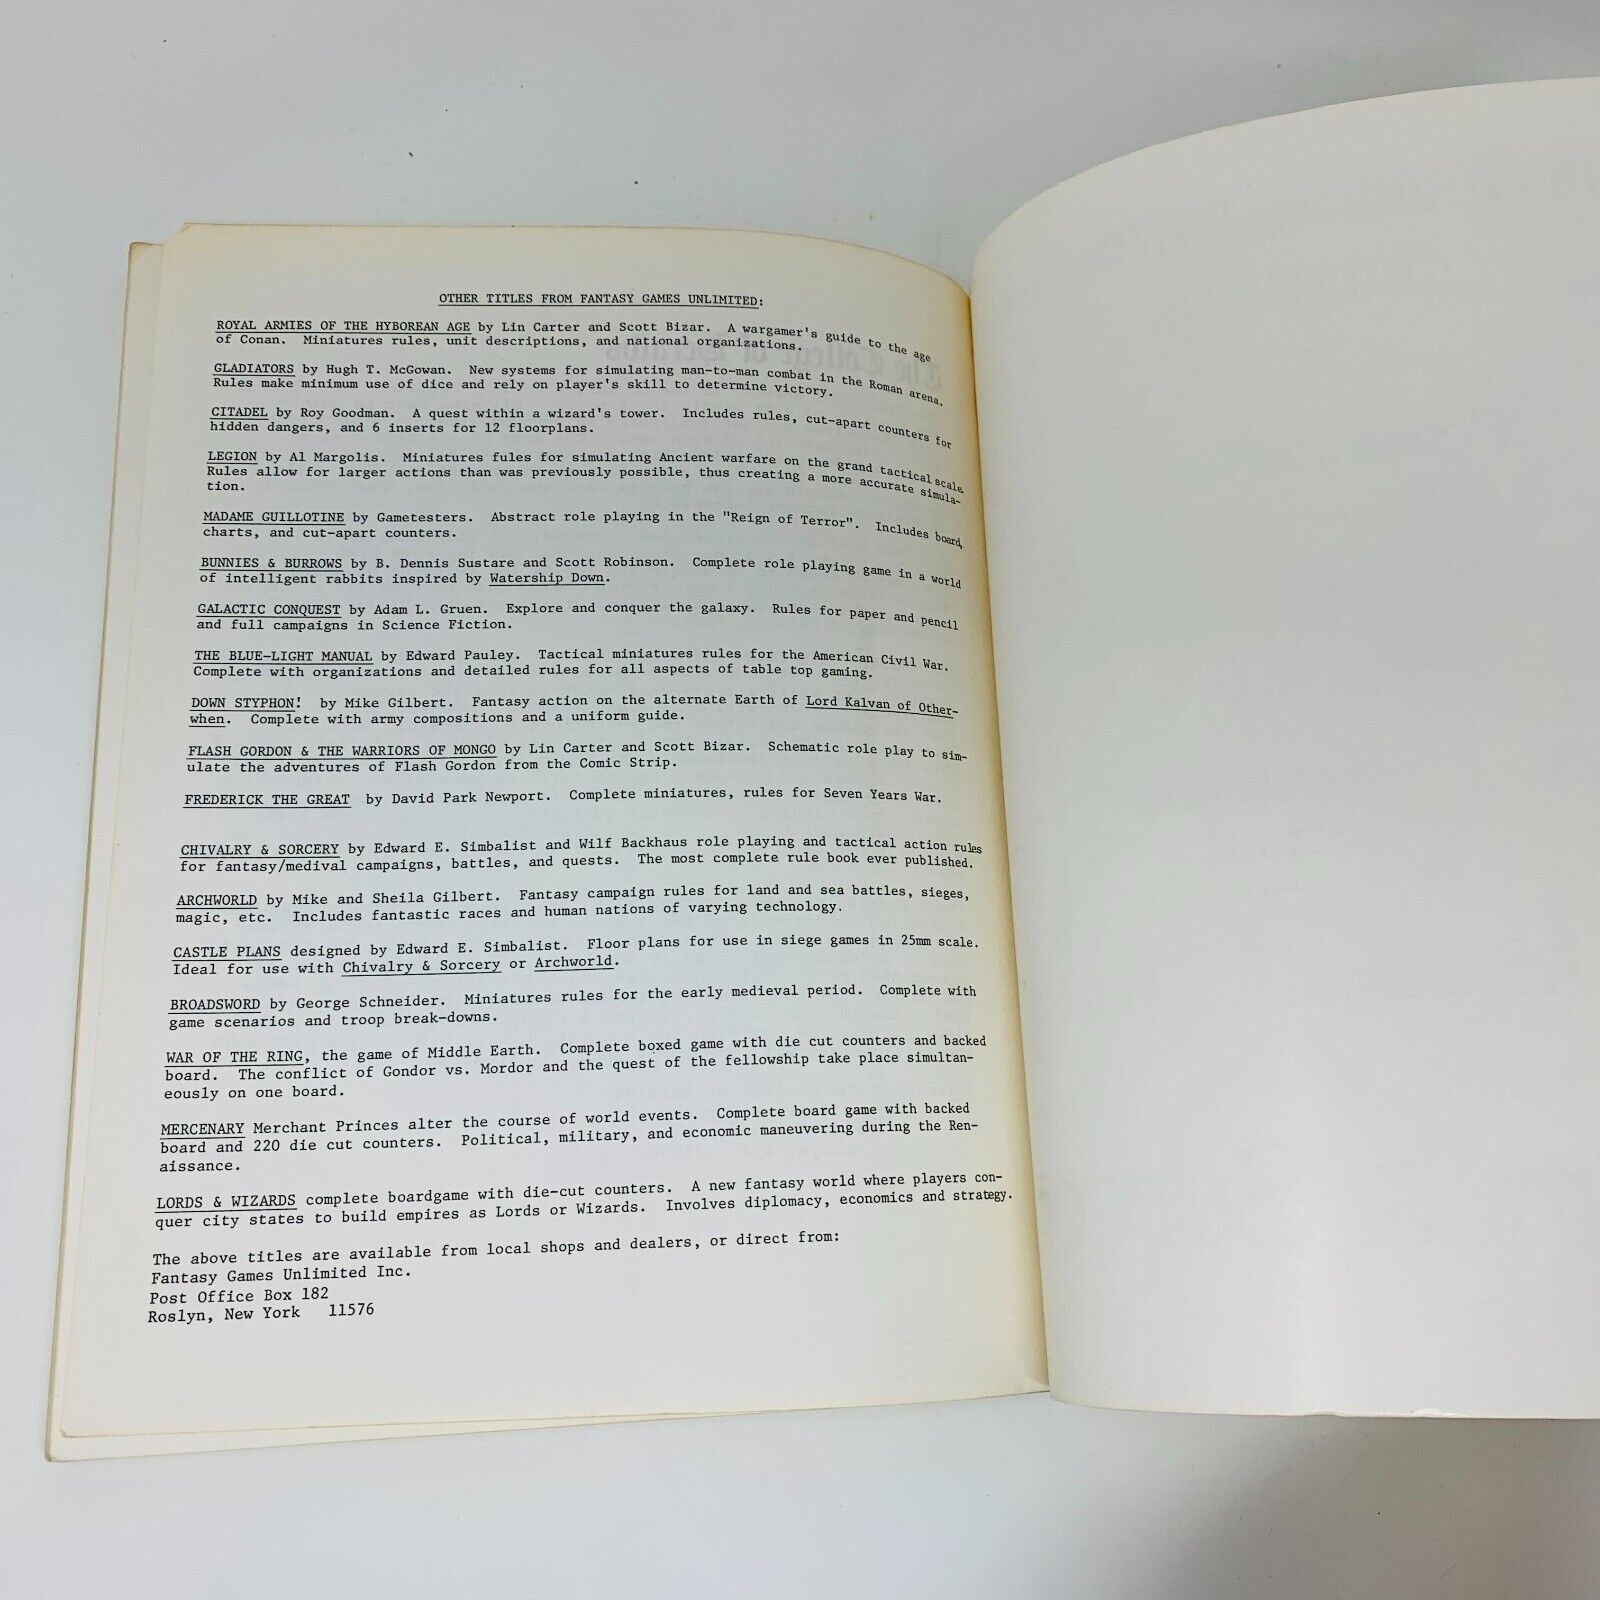 OTHER TITLES FROM FANTASY GAMES UNLIMITED:
ROYAL ARMIES OF THE HYBOREAN AGE by Lin Carter and Scott Bizar. A wargamer's guide to the age
of Conan. Miniatures rules, unit descriptions, and national organizations.
GLADIATORS by Hugh T. McGowan. New systems for simulating man-to-man combat in the Roman arena.
Rules make minimum use of dice and rely on player's skill to determine victory.
CITADEL by Roy Goodman. A quest within a wizard's tower. Includes rules, cut-apart counters for
hidden dangers, and 6 inserts for 12 floorplans.
LEGION by Al Margolis. Miniatures fules for simulating Ancient warfare on the grand tactical scale.
Rules allow for larger actions than was previously possible, thus creating a more accurate simula-
tion.
MADAME GUILLOTINE by Gametesters. Abstract role playing in the "Reign of Terror". Includes board,
charts, and cut-apart counters.
BUNNIES & BURROWS by B. Dennis Sustare and Scott Robinson. Complete role playing game in a world
of intelligent rabbits inspired by Watership Down.
GALACTIC CONQUEST by Adam L. Gruen. Explore and conquer the galaxy. Rules for paper and pencil
and full campaigns in Science Fiction.
THE BLUE-LIGHT MANUAL by Edward Pauley. Tactical miniatures rules for the American Civil War.
Complete with organizations and detailed rules for all aspects of table top gaming.
DOWN STYPHON! by Mike Gilbert. Fantasy action on the alternate Earth of Lord Kalvan of Other-
when. Complete with army compositions and a uniform guide.
FLASH GORDON & THE WARRIORS OF MONGO by Lin Carter and Scott Bizar. Schematic role play to sim-
ulate the adventures of Flash Gordon from the Comic Strip.
FREDERICK THE GREAT by David Park Newport. Complete miniatures, rules for Seven Years War.
CHIVALRY & SORCERY by Edward E. Simbalist and Wilf Backhaus role playing and tactical action rules
for fantasy/medival campaigns, battles, and quests. The most complete rule book ever published.
ARCHWORLD by Mike and Sheila Gilbert. Fantasy campaign rules for land and sea battles, sieges,
magic, etc. Includes fantastic races and human nations of varying technology.
CASTLE PLANS designed by Edward E. Simbalist. Floor plans for use in siege games in 25mm scale.
Ideal for use with Chivalry & Sorcery or Archworld.
BROADSWORD by George Schneider. Miniatures rules for the early medieval period. Complete with
game scenarios and troop break-downs.
WAR OF THE RING, the game of Middle Earth. Complete boxed game with die cut counters and backed
board. The conflict of Gondor vs. Mordor and the quest of the fellowship take place simultan-
eously on one board.
MERCENARY Merchant Princes alter the course of world events. Complete board game with backed
board and 220 die cut counters. Political, military, and economic maneuvering during the Ren-
aissance.
LORDS & WIZARDS complete boardgame with die-cut counters. A new fantasy world where players con-
quer city states to build empires as Lords or Wizards. Involves diplomacy, economics and strategy.
The above titles are available from local shops and dealers, or direct from:
Fantasy Games Unlimited Inc.
Post Office Box 182
Roslyn, New York 11576